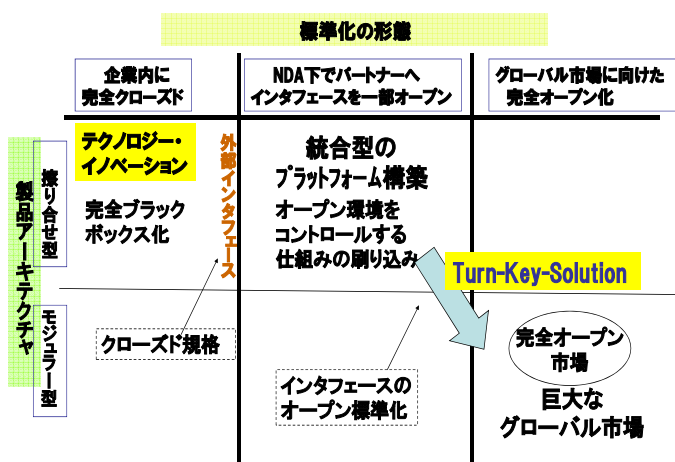 標準化の形態
企業内に
完全クローズド
NDA下でパートナーへ
インタフェースを一部オープン
グローバル市場に向けた
完全オープン化
製品アーキテクチャ
擦り合せ型
テクノロジー・
イノベーション
完全ブラック
ボックス化
外部インタフェース
統合型の
プラットフォーム構築
オープン環境を
コントロールする
仕組みの刷り込み
Turn-Key-Solution
モジュラー型
クローズド規格
インタフェースの
オープン標準化
完全オープン
市場
巨大な
グローバル市場